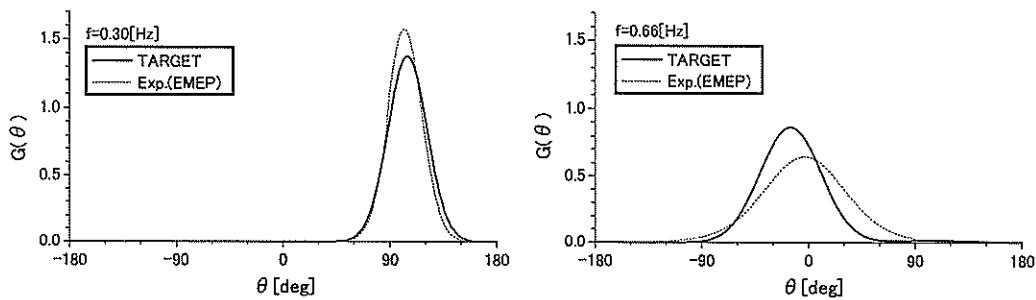 f=0.30[Hz]
TARGET
Exp.(EMEP)
G(θ)
1.5
1.0
0.5
0.0
-180
-90
0
90
180
θ [deg]
f=0.66[Hz]
TARGET
Exp.(EMEP)
G(θ)
1.5
1.0
0.5
0.0
-180
-90
0
90
180
θ [deg]